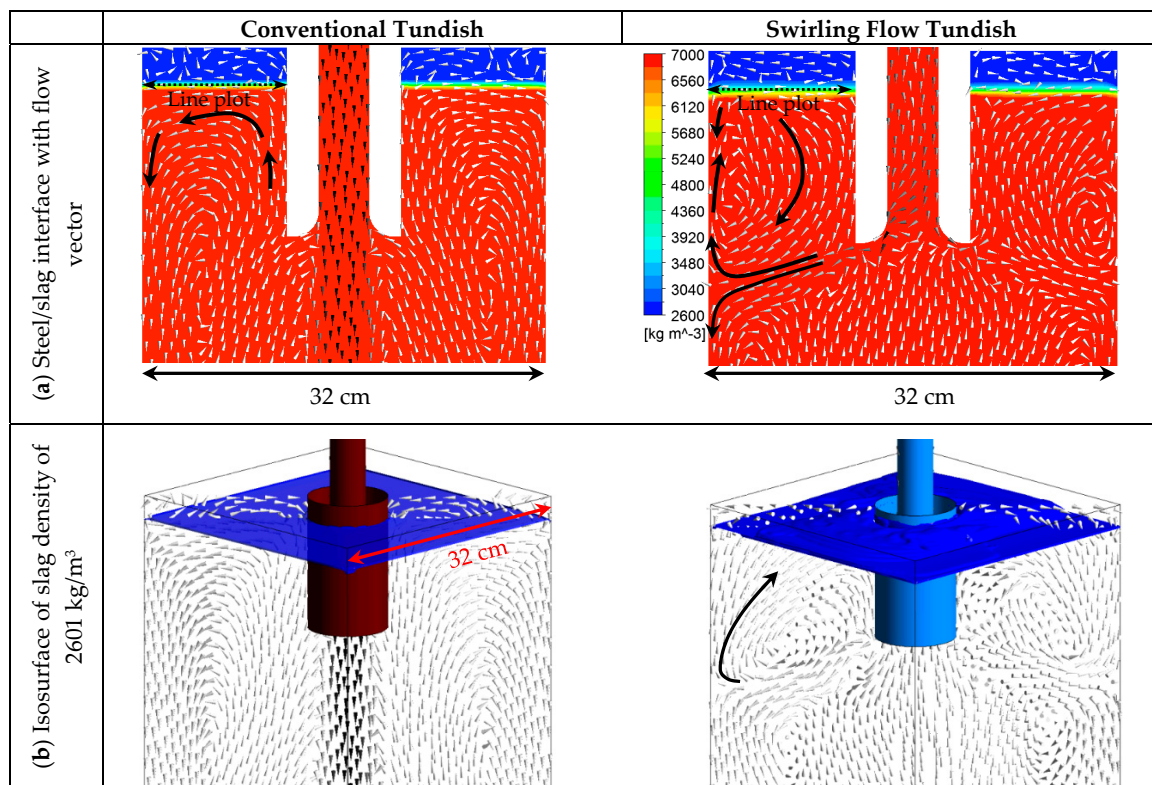 Conventional Tundish
Swirling Flow Tundish
(a) Steel/slag interface with flow
vector
Line plot
32 cm
7000
6560
6120
5680
5240
4800
4360
3920
3480
3040
2600
[kg m^-3]
Line plot
32 cm
(b) Isosurface of slag density of
2601 kg/m³
32 cm